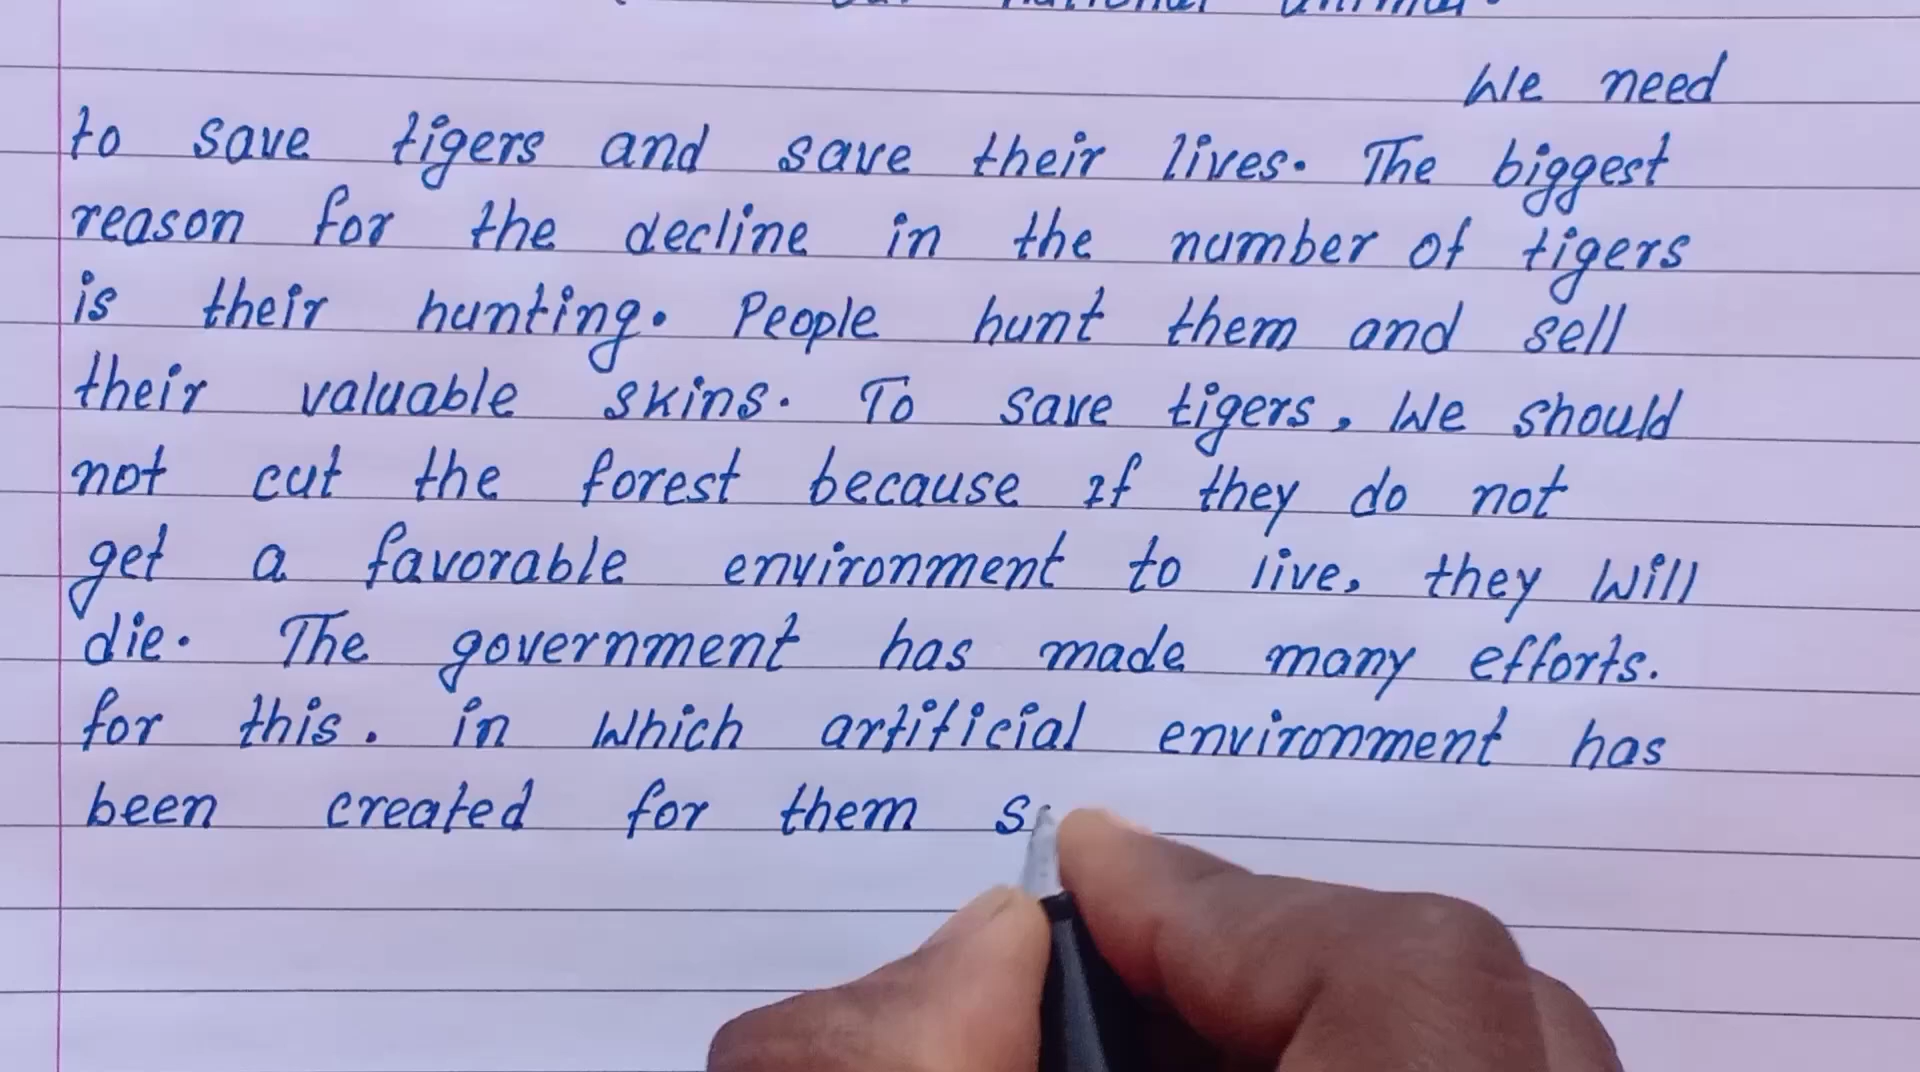 national animal.
We need
to save tigers and save their lives. The biggest
reason for the decline in the number of tigers
is their hunting. People hunt them and sell
their valuable skins. To save tigers, We should
not cut the forest because if they do not
get a favorable environment to live, they Will
die. The government has made many efforts.
for this. in Which artificial environment has
been created for them s